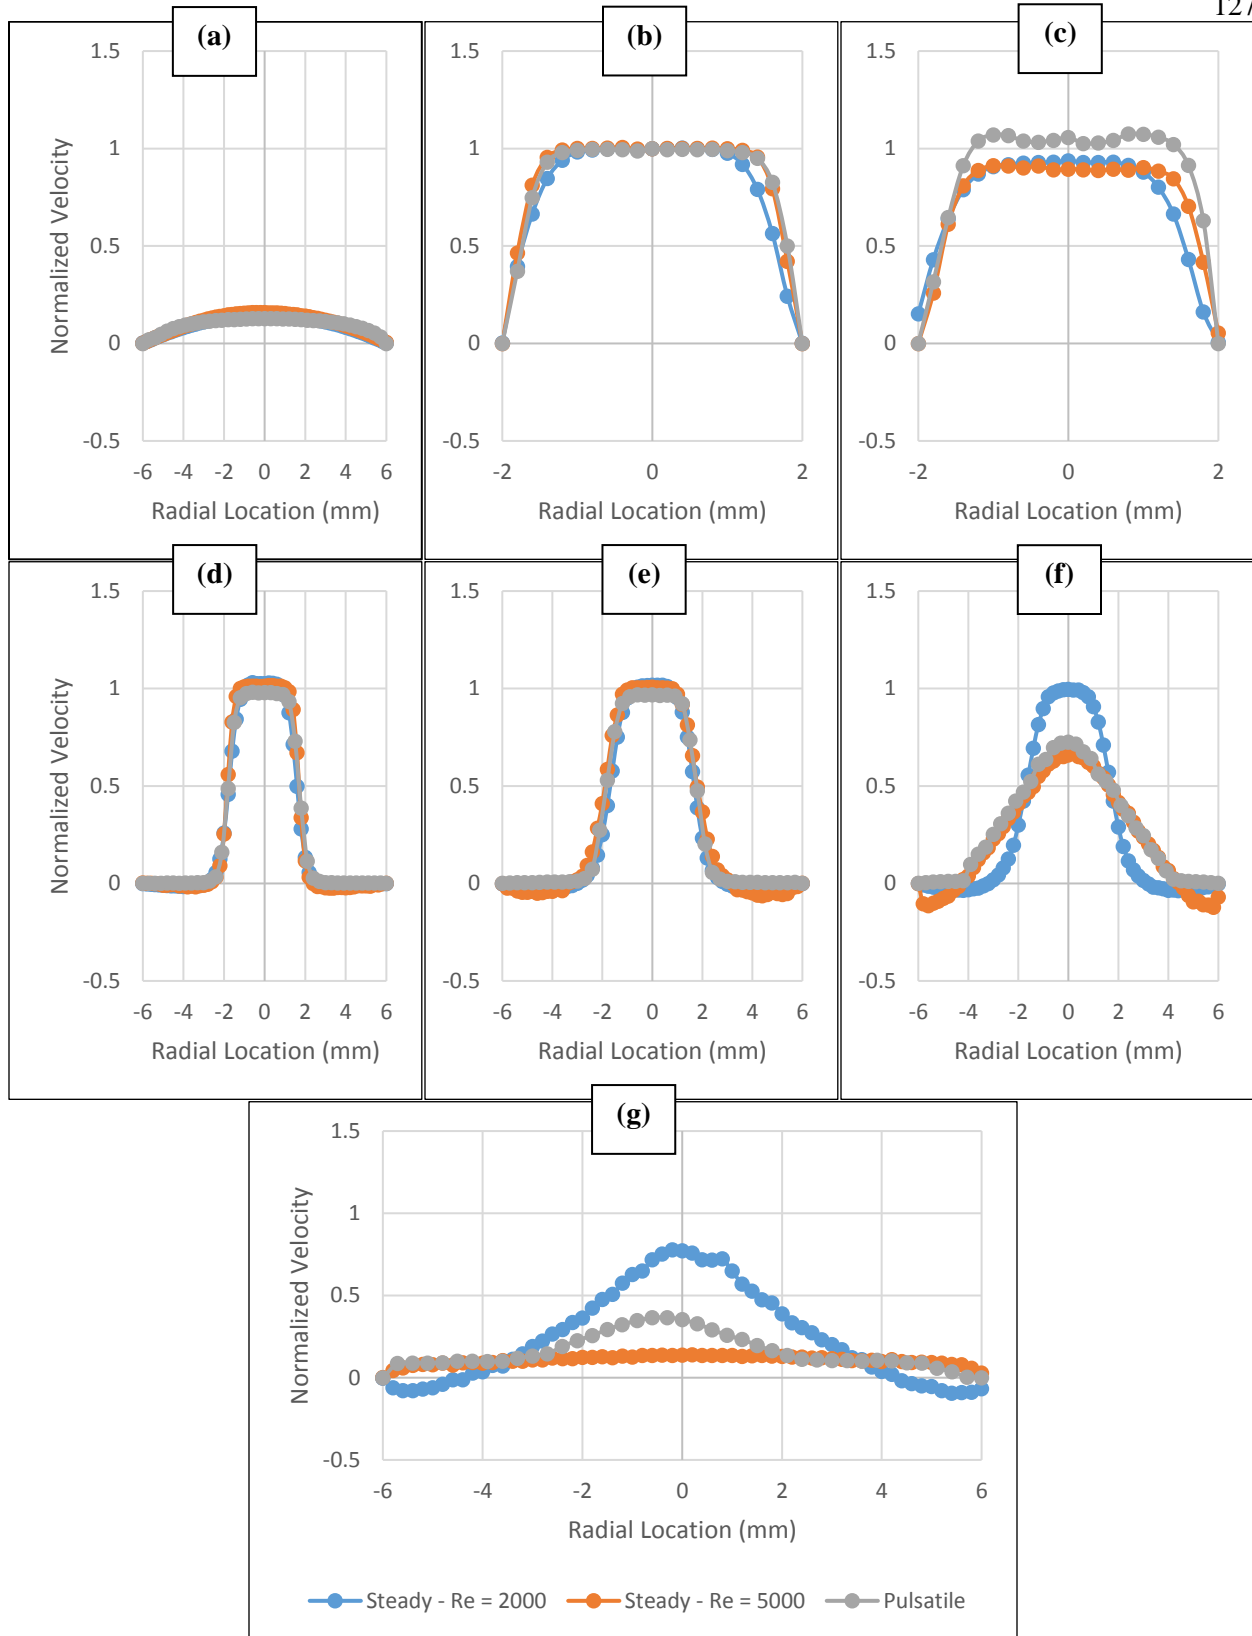 127
(a) (b) (c)
1.5 1.5 1.5
1 1 1
0.5 0.5 0.5
0 0 0
-0.5 -0.5 -0.5
Normalized Velocity
-6 -4 -2 0 2 4 6 -2 0 2 -2 0 2
Radial Location (mm) Radial Location (mm) Radial Location (mm)
(d) (e) (f)
1.5 1.5 1.5
1 1 1
0.5 0.5 0.5
0 0 0
-0.5 -0.5 -0.5
Normalized Velocity
-6 -4 -2 0 2 4 6 -6 -4 -2 0 2 4 6 -6 -4 -2 0 2 4 6
Radial Location (mm) Radial Location (mm) Radial Location (mm)
(g)
1.5
1
0.5
0
-0.5
Normalized Velocity
-6 -4 -2 0 2 4 6
Radial Location (mm)
Steady - Re = 2000 Steady - Re = 5000 Pulsatile